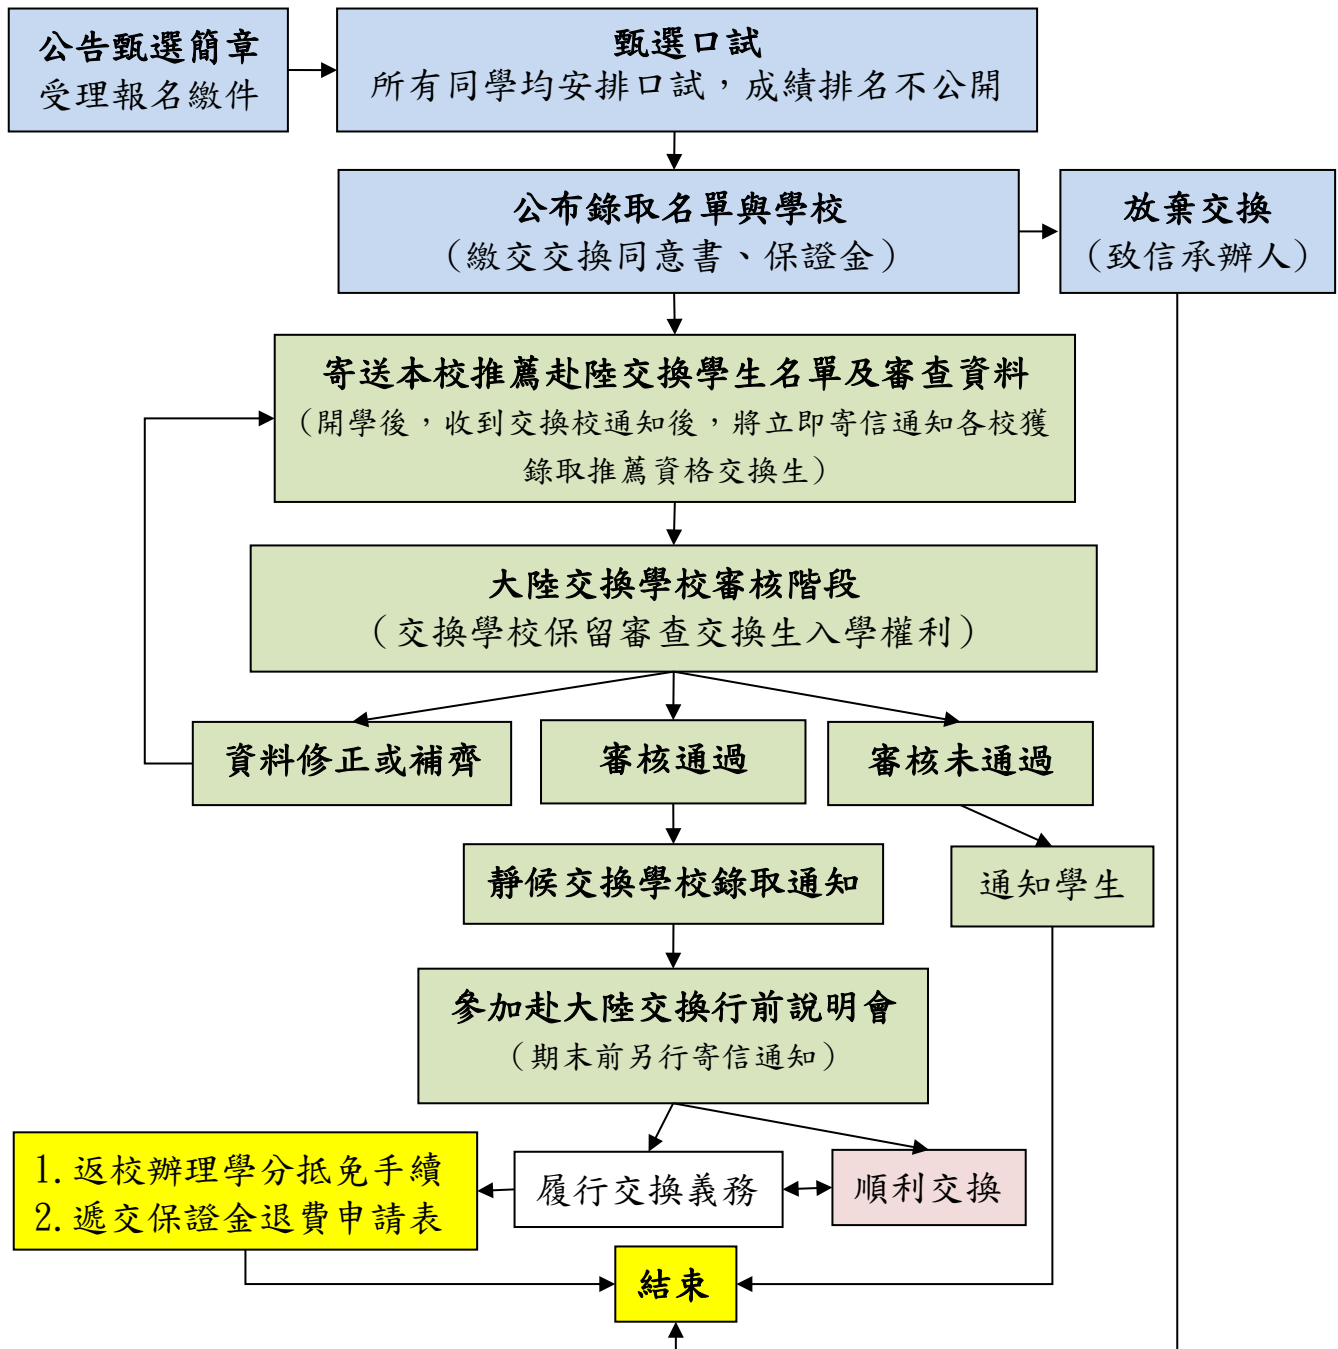 公告甄選簡章
受理報名繳件
甄選口試
所有同學均安排口試，成績排名不公開
公布錄取名單與學校
（繳交交換同意書、保證金）
放棄交換
（致信承辦人）
寄送本校推薦赴陸交換學生名單及審查資料
（開學後，收到交換校通知後，將立即寄信通知各校獲
錄取推薦資格交換生）
大陸交換學校審核階段
（交換學校保留審查交換生入學權利）
資料修正或補齊
審核通過
審核未通過
靜候交換學校錄取通知
通知學生
參加赴大陸交換行前說明會
（期末前另行寄信通知）
1.返校辦理學分抵免手續
2.遞交保證金退費申請表
履行交換義務
順利交換
結束